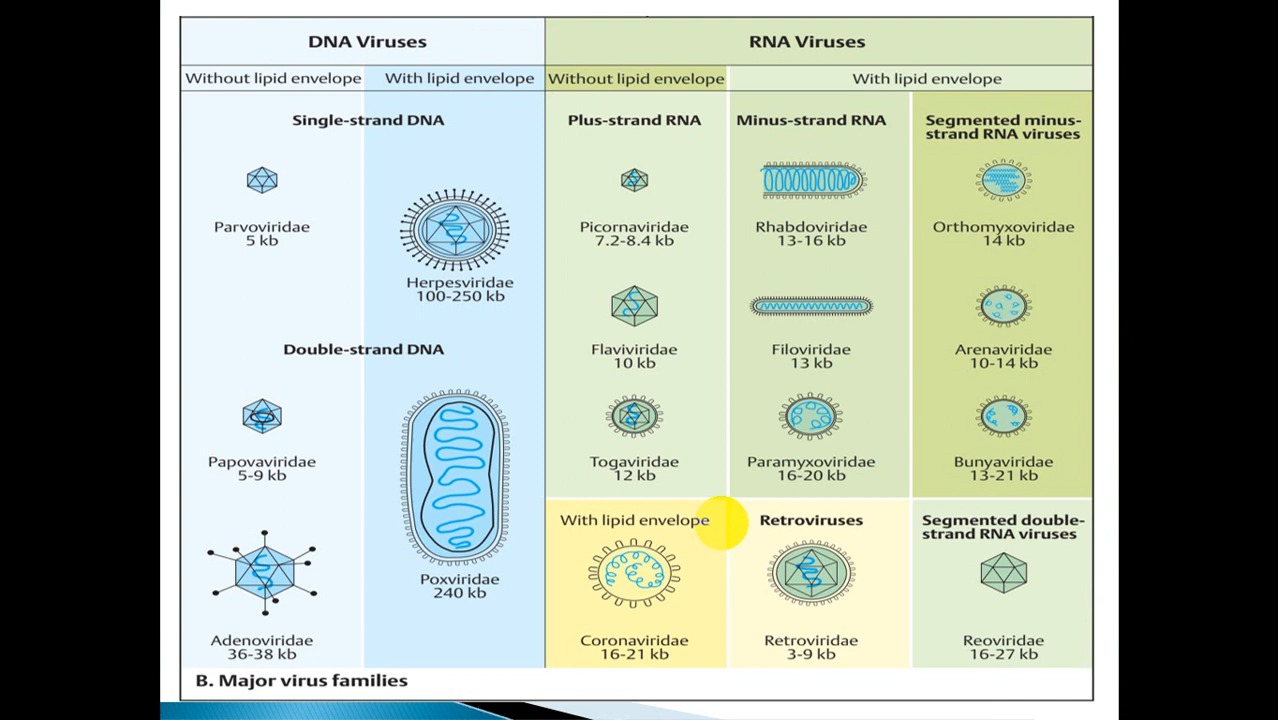 DNA Viruses
RNA Viruses
Without lipid envelope
With lipid envelope
Without lipid envelope
With lipid envelope
Single-strand DNA
Parvoviridae
5 kb
Herpesviridae
100-250 kb
Double-strand DNA
Papovaviridae
5-9 kb
Adenoviridae
36-38 kb
Poxviridae
240 kb
Plus-strand RNA
Picornaviridae
7.2-8.4 kb
Flaviviridae
10 kb
Togaviridae
12 kb
With lipid envelope
Coronaviridae
16-21 kb
Minus-strand RNA
Rhabdoviridae
13-16 kb
Filoviridae
13 kb
Paramyxoviridae
16-20 kb
Retroviruses
Retroviridae
3-9 kb
Segmented minus-
strand RNA viruses
Orthomyxoviridae
14 kb
Arenaviridae
10-14 kb
Bunyaviridae
13-21 kb
Segmented double-
strand RNA viruses
Reoviridae
16-27 kb
B. Major virus families